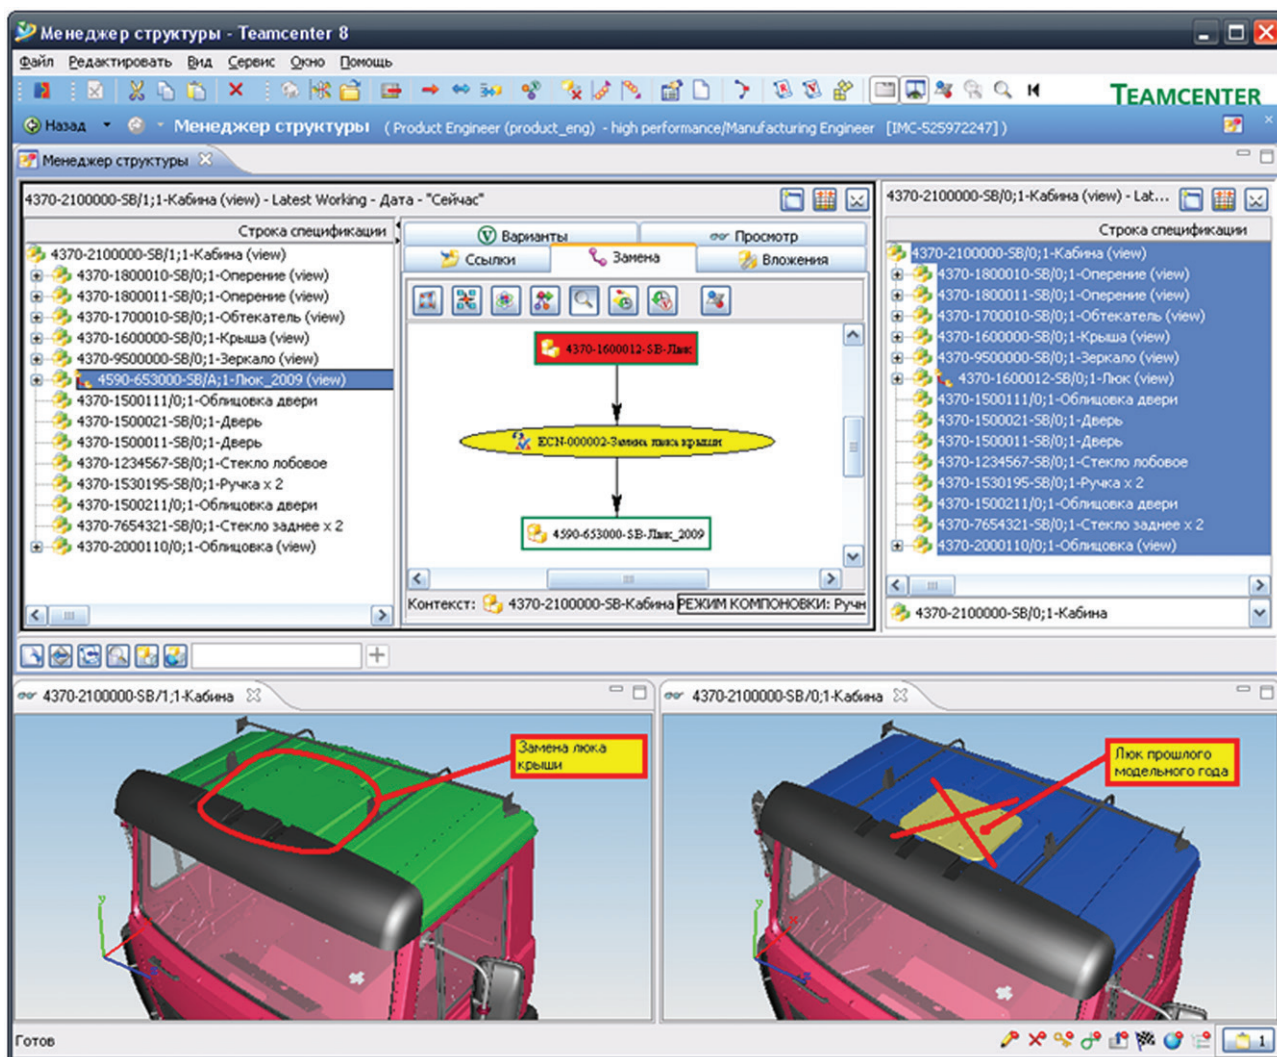 Менеджер структуры - Teamcenter 8
Файл Редактировать Вид Сервис Окно Помощь
TEAMCENTER
Назад Менеджер структуры ( Product Engineer (product_eng) - high performance/Manufacturing Engineer [IMC-525972247] )
Менеджер структуры
4370-2100000-SB/1;1-Кабина (view) - Latest Working - Дата - "Сейчас"
Строка спецификации
4370-2100000-SB/1;1-Кабина (view)
4370-1800010-SB/0;1-Оперение (view)
4370-1800011-SB/0;1-Оперение (view)
4370-1700010-SB/0;1-Обтекатель (view)
4370-1600000-SB/0;1-Крыша (view)
4370-9500000-SB/0;1-Зеркало (view)
4590-653000-SB/A;1-Люк_2009 (view)
4370-1500111/0;1-Облицовка двери
4370-1500021-SB/0;1-Дверь
4370-1500011-SB/0;1-Дверь
4370-1234567-SB/0;1-Стекло лобовое
4370-1530195-SB/0;1-Ручка x 2
4370-1500211/0;1-Облицовка двери
4370-7654321-SB/0;1-Стекло заднее x 2
4370-2000110/0;1-Облицовка (view)
Варианты Просмотр
Ссылки Замена Вложения
4370-1600012-SB-Люк
ECN-000002-Замена люка крыши
4590-653000-SB-Люк_2009
Контекст: 4370-2100000-SB-Кабина РЕЖИМ КОМПОНОВКИ: Ручн
4370-2100000-SB/0;1-Кабина (view) - Lat...
Строка спецификации
4370-2100000-SB/0;1-Кабина (view)
4370-1800010-SB/0;1-Оперение (view)
4370-1800011-SB/0;1-Оперение (view)
4370-1700010-SB/0;1-Обтекатель (view)
4370-1600000-SB/0;1-Крыша (view)
4370-9500000-SB/0;1-Зеркало (view)
4370-1600012-SB/0;1-Люк (view)
4370-1500111/0;1-Облицовка двери
4370-1500021-SB/0;1-Дверь
4370-1500011-SB/0;1-Дверь
4370-1234567-SB/0;1-Стекло лобовое
4370-1530195-SB/0;1-Ручка x 2
4370-1500211/0;1-Облицовка двери
4370-7654321-SB/0;1-Стекло заднее x 2
4370-2000110/0;1-Облицовка (view)
4370-2100000-SB/0;1-Кабина
4370-2100000-SB/1;1-Кабина
Замена люка
крыши
y
4370-2100000-SB/0;1-Кабина
Люк прошлого
модельного года
y
x
Готов
1